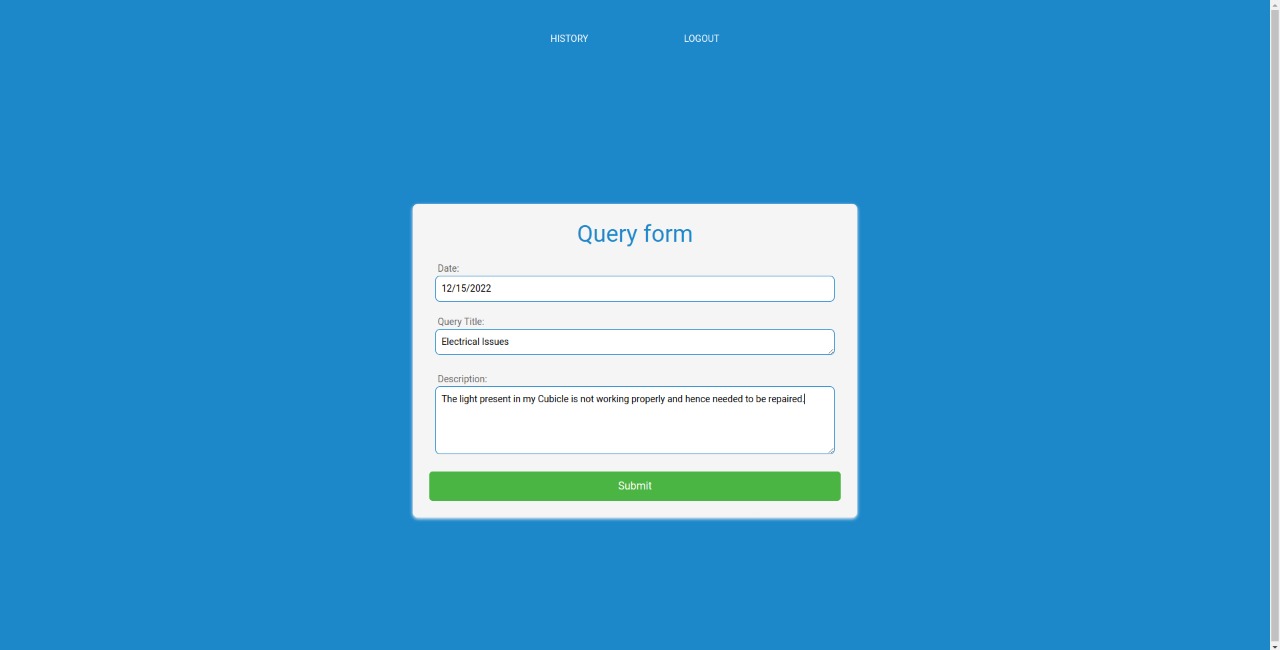 HISTORY LOGOUT
Query form
Date:
12/15/2022
Query Title:
Electrical Issues
Description:
The light present in my Cubicle is not working properly and hence needed to be repaired.
Submit